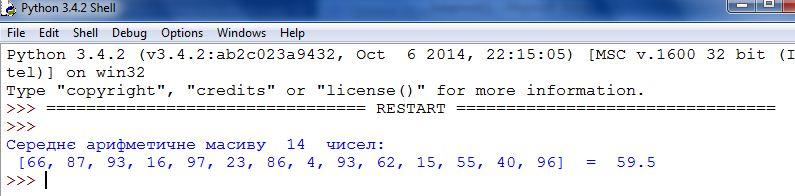 Python 3.4.2 Shell
File Edit Shell Debug Options Windows Help
Python 3.4.2 (v3.4.2:ab2c023a9432, Oct  6 2014, 22:15:05) [MSC v.1600 32 bit (I
tel)] on win32
Type "copyright", "credits" or "license()" for more information.
>>> ================================ RESTART ================================
>>>
Середнє арифметичне масиву  14  чисел:
 [66, 87, 93, 16, 97, 23, 86, 4, 93, 62, 15, 55, 40, 96]  =  59.5
>>>